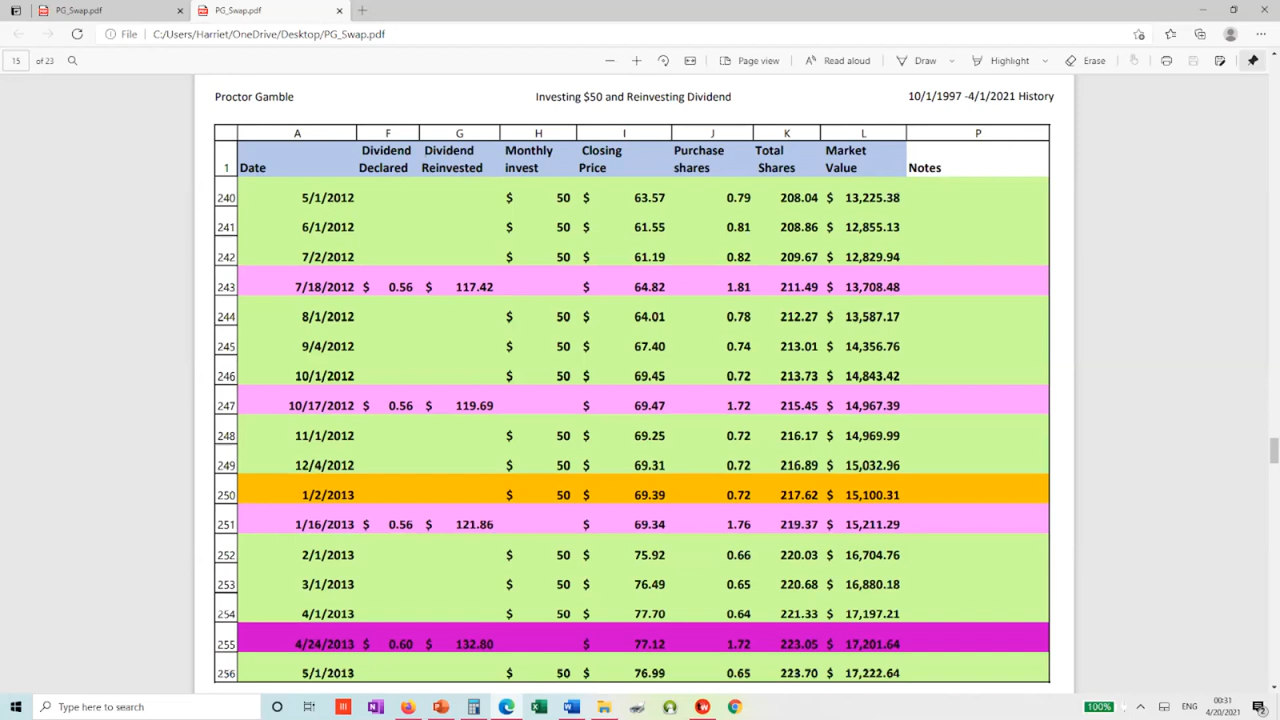 PG_Swap.pdf PG_Swap.pdf
File C:/Users/Harriet/OneDrive/Desktop/PG_Swap.pdf
15 of 23 Page view Read aloud Draw Highlight Erase
Proctor Gamble Investing $50 and Reinvesting Dividend 10/1/1997 -4/1/2021 History
A F G H I J K L P
Dividend Dividend Monthly Closing Purchase Total Market
1 Date Declared Reinvested invest Price shares Shares Value Notes
240 5/1/2012 $ 50 $ 63.57 0.79 208.04 $ 13,225.38
241 6/1/2012 $ 50 $ 61.55 0.81 208.86 $ 12,855.13
242 7/2/2012 $ 50 $ 61.19 0.82 209.67 $ 12,829.94
243 7/18/2012 $ 0.56 $ 117.42 $ 64.82 1.81 211.49 $ 13,708.48
244 8/1/2012 $ 50 $ 64.01 0.78 212.27 $ 13,587.17
245 9/4/2012 $ 50 $ 67.40 0.74 213.01 $ 14,356.76
246 10/1/2012 $ 50 $ 69.45 0.72 213.73 $ 14,843.42
247 10/17/2012 $ 0.56 $ 119.69 $ 69.47 1.72 215.45 $ 14,967.39
248 11/1/2012 $ 50 $ 69.25 0.72 216.17 $ 14,969.99
249 12/4/2012 $ 50 $ 69.31 0.72 216.89 $ 15,032.96
250 1/2/2013 $ 50 $ 69.39 0.72 217.62 $ 15,100.31
251 1/16/2013 $ 0.56 $ 121.86 $ 69.34 1.76 219.37 $ 15,211.29
252 2/1/2013 $ 50 $ 75.92 0.66 220.03 $ 16,704.76
253 3/1/2013 $ 50 $ 76.49 0.65 220.68 $ 16,880.18
254 4/1/2013 $ 50 $ 77.70 0.64 221.33 $ 17,197.21
255 4/24/2013 $ 0.60 $ 132.80 $ 77.12 1.72 223.05 $ 17,201.64
256 5/1/2013 $ 50 $ 76.99 0.65 223.70 $ 17,222.64
Type here to search 100% ENG 00:31
4/20/2021